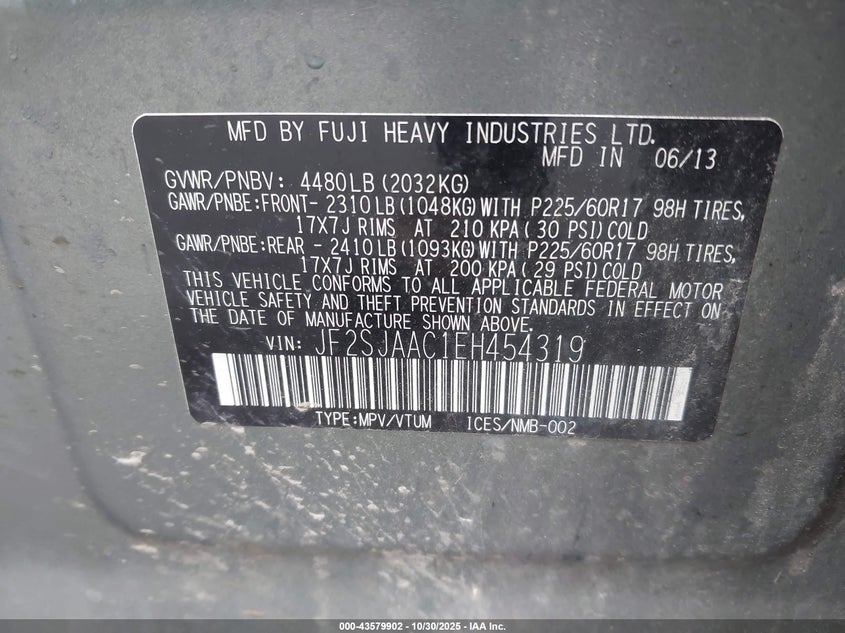 MFD BY FUJI HEAVY INDUSTRIES LTD.
MFD IN 06/13
GVWR/PNBV: 4480LB (2032KG)
GAWR/PNBE:FRONT- 2310 LB (1048KG) WITH P225/60R17 98H TIRES,
17X7J RIMS AT 210 KPA ( 30 PSI) COLD
GAWR/PNBE:REAR - 2410 LB (1093KG) WITH P225/60R17 98H TIRES,
17X7J RIMS AT 200 KPA ( 29 PSI) COLD
THIS VEHICLE CONFORMS TO ALL APPLICABLE FEDERAL MOTOR
VEHICLE SAFETY AND THEFT PREVENTION STANDARDS IN EFFECT ON
THE DATE OF MANUFACTURE SHOWN ABOVE.
VIN: JF2SJAAC1EH454319
TYPE:MPV/VTUM ICES/NMB-002
000-43579902 - 10/30/2025 - IAA Inc.